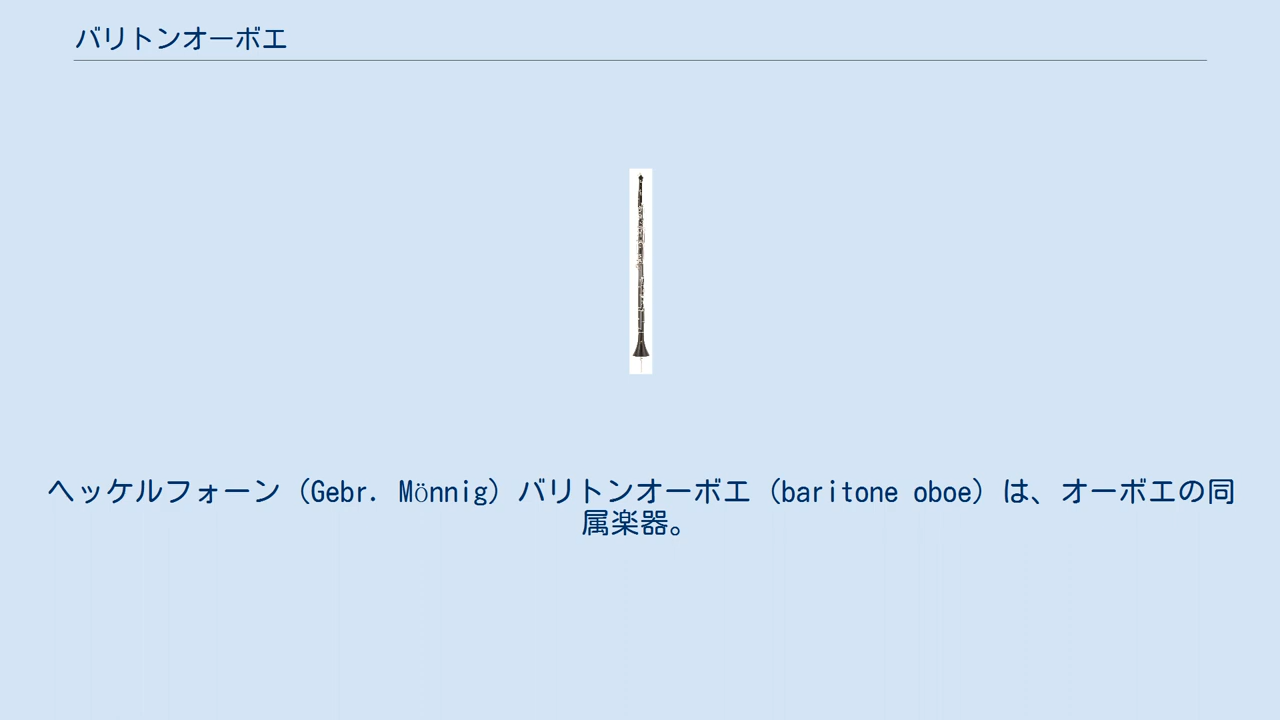 バリトンオーボエ
ヘッケルフォーン（Gebr. Mönnig）バリトンオーボエ（baritone oboe）は、オーボエの同
属楽器。